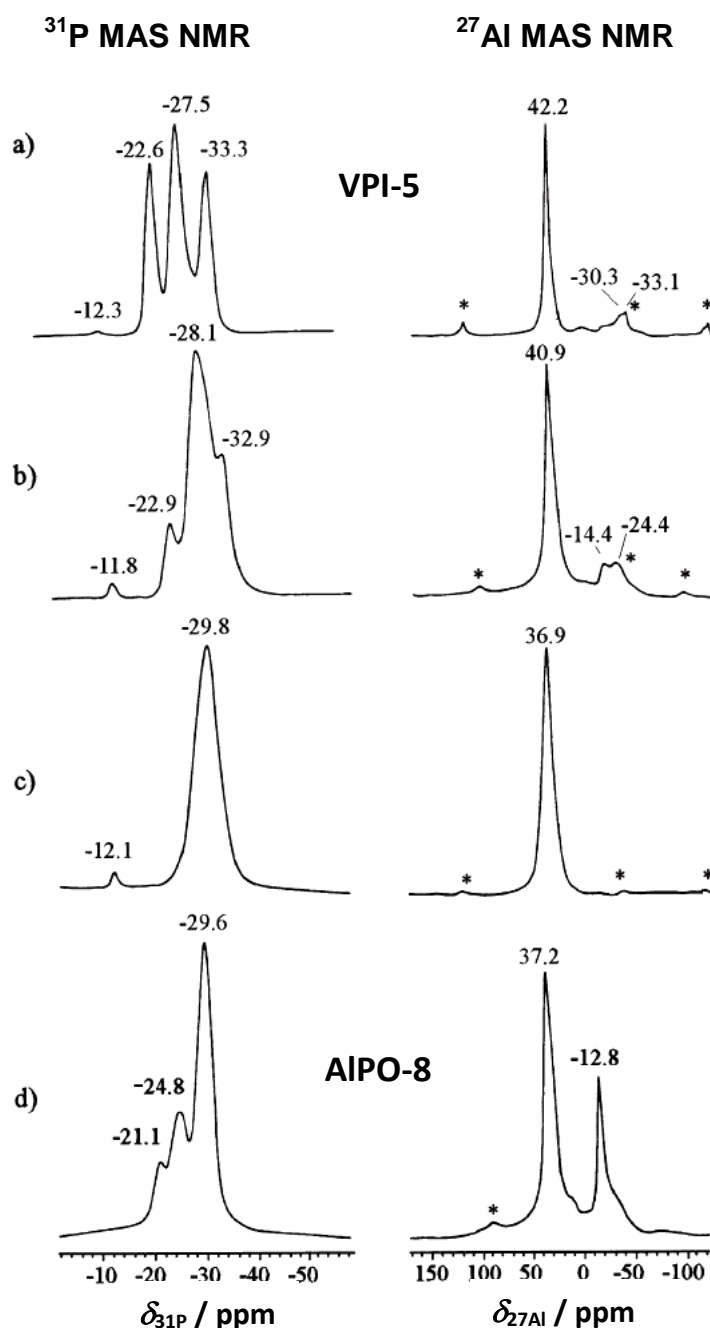 31P MAS NMR
27Al MAS NMR
a)
-22.6
-27.5
-33.3
-12.3
VPI-5
42.2
-30.3
-33.1
*
*
*
b)
-28.1
-32.9
-22.9
-11.8
40.9
-14.4
-24.4
*
*
*
c)
-29.8
-12.1
36.9
*
*
*
d)
-29.6
-24.8
-21.1
AlPO-8
37.2
-12.8
*
-10 -20 -30 -40 -50
150 100 50 0 -50 -100
δ31P / ppm
δ27Al / ppm